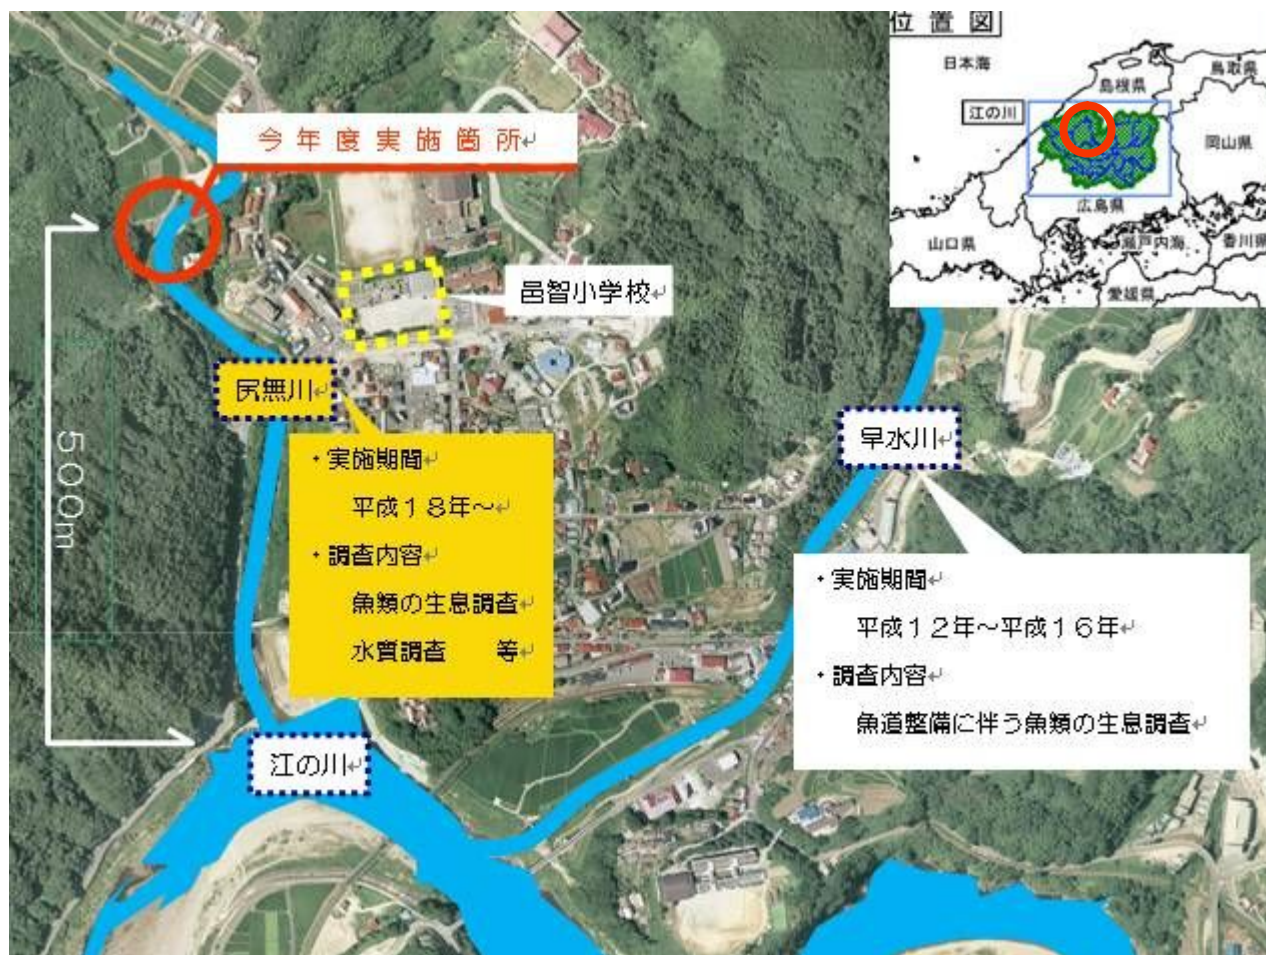 位 置 図
日本海
島根県
鳥取県
江の川
岡山県
広島県
山口県
瀬戸内海
香川県
愛媛県
今 年 度 実 施 箇 所
邑智小学校
尻無川
・実施期間
平成18年～
・調査内容
魚類の生息調査
水質調査　等
早水川
・実施期間
平成12年～平成16年
・調査内容
魚道整備に伴う魚類の生息調査
500m
江の川